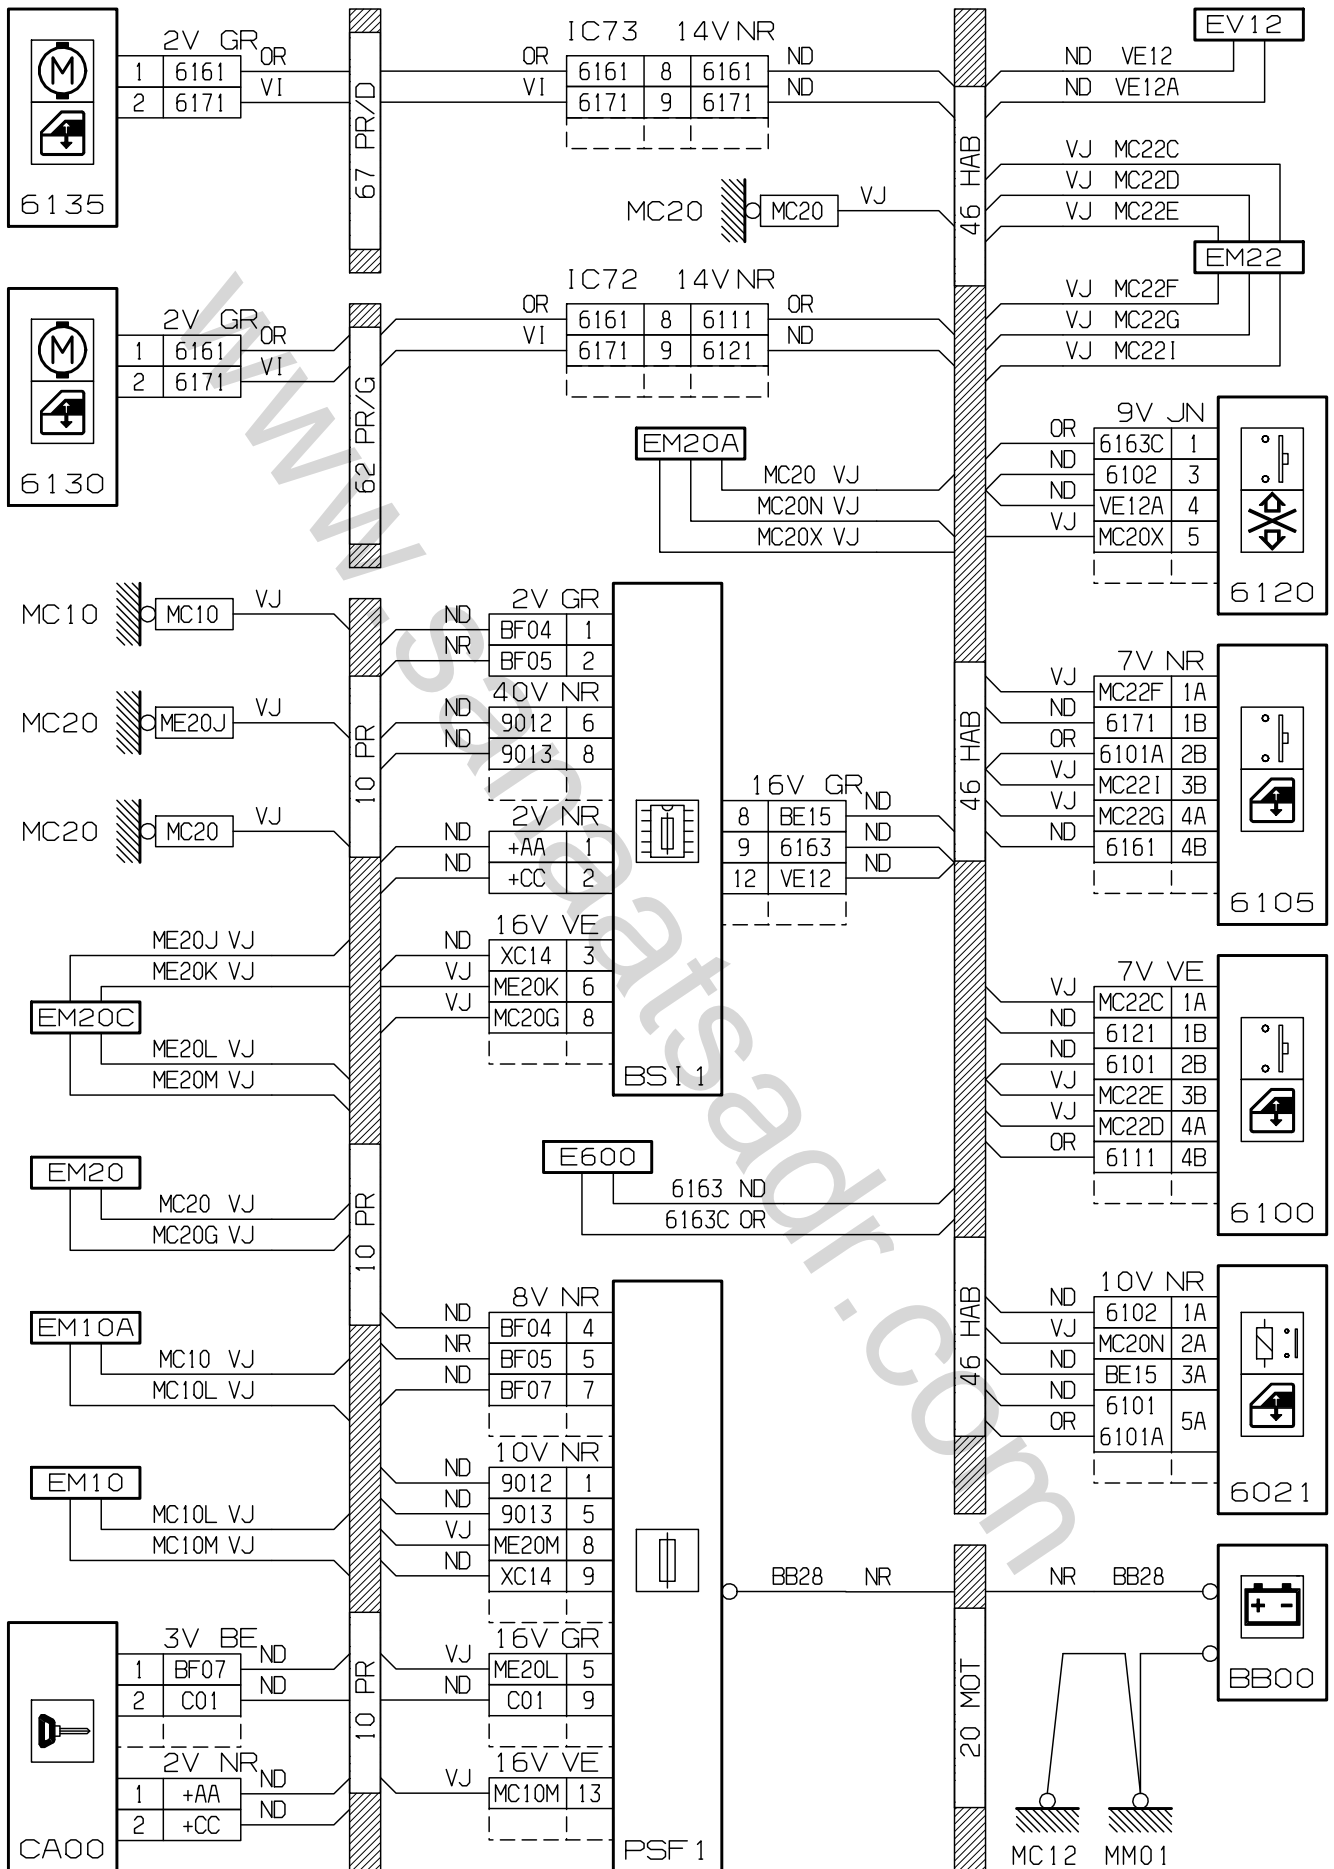 2V GR
1 6161 OR
2 6171 VI
6135
67 PR/D
IC73 14V NR
OR 6161 8 6161 ND
VI 6171 9 6171 ND
EV12
ND VE12
ND VE12A
46 HAB
VJ MC22C
VJ MC22D
VJ MC22E
EM22
VJ MC22F
VJ MC22G
VJ MC22I
MC20 MC20 VJ
2V GR
1 6161 OR
2 6171 VI
6130
62 PR/G
IC72 14V NR
OR 6161 8 6111 OR
VI 6171 9 6121 ND
EM20A
MC20 VJ
MC20N VJ
MC20X VJ
9V JN
OR 6163C 1
ND 6102 3
ND VE12A 4
VJ MC20X 5
6120
MC10 MC10 VJ
MC20 ME20J VJ
MC20 MC20 VJ
10 PR
2V GR
ND BF04 1
NR BF05 2
40V NR
ND 9012 6
ND 9013 8
2V NR
ND +AA 1
ND +CC 2
16V VE
ND XC14 3
VJ ME20K 6
VJ MC20G 8
BSI1
16V GR
8 BE15 ND
9 6163 ND
12 VE12 ND
46 HAB
7V NR
VJ MC22F 1A
ND 6171 1B
OR 6101A 2B
VJ MC22I 3B
VJ MC22G 4A
ND 6161 4B
6105
ME20J VJ
ME20K VJ
EM20C
ME20L VJ
ME20M VJ
7V VE
VJ MC22C 1A
ND 6121 1B
ND 6101 2B
VJ MC22E 3B
VJ MC22D 4A
OR 6111 4B
6100
EM20
MC20 VJ
MC20G VJ
10 PR
E600
6163 ND
6163C OR
EM10A
MC10 VJ
MC10L VJ
8V NR
ND BF04 4
NR BF05 5
ND BF07 7
46 HAB
10V NR
ND 6102 1A
VJ MC20N 2A
ND BE15 3A
ND 6101
OR 6101A 5A
6021
EM10
MC10L VJ
MC10M VJ
10V NR
ND 9012 1
ND 9013 5
VJ ME20M 8
ND XC14 9
BB28 NR
NR BB28
BB00
3V BE
1 BF07 ND
2 C01 ND
2V NR
1 +AA ND
2 +CC ND
CA00
10 PR
16V GR
VJ ME20L 5
ND C01 9
16V VE
VJ MC10M 13
PSF1
20 MOT
MC12 MM01
www.sanaatsadr.com